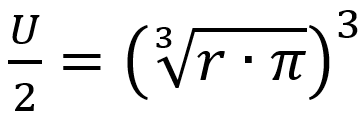 U/2 = (∛(r · π))³